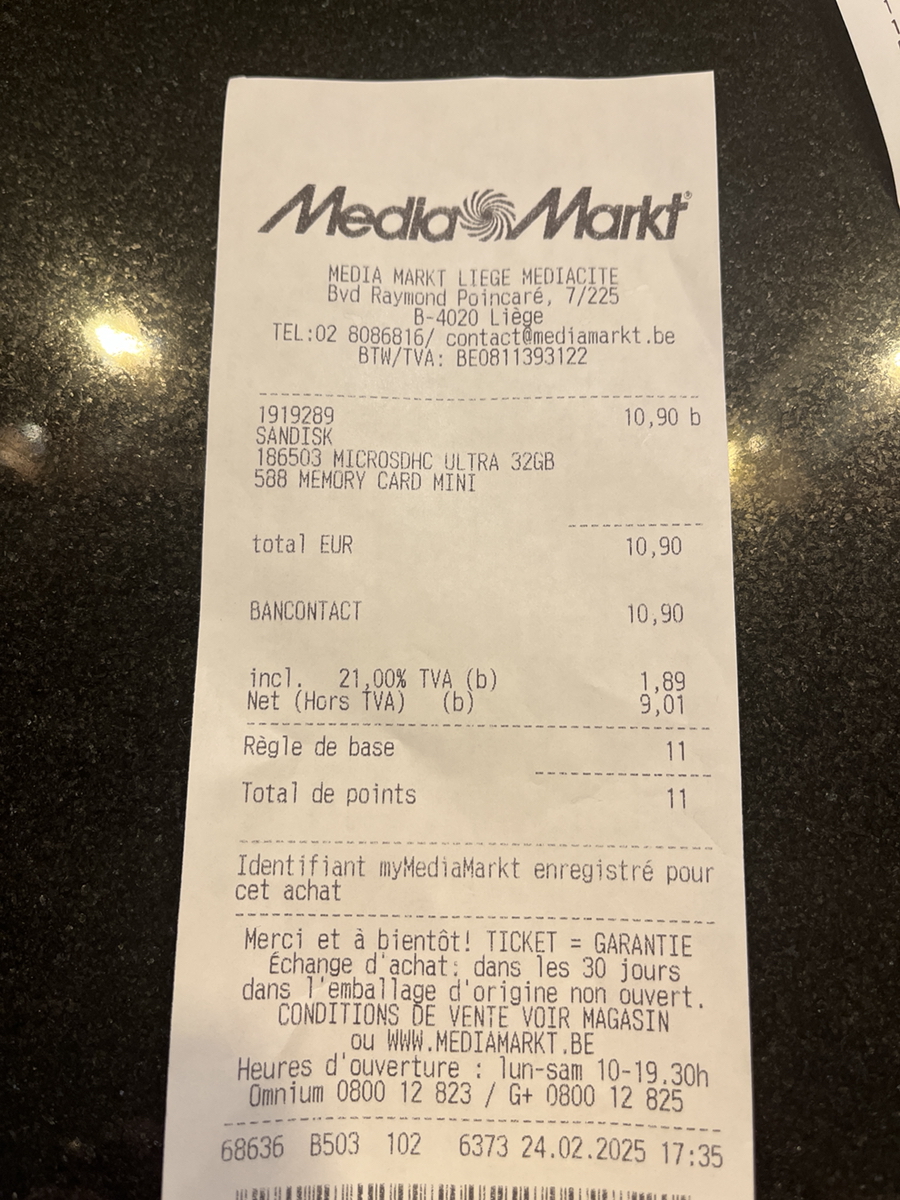 Media Markt®
MEDIA MARKT LIEGE MEDIACITE
Bvd Raymond Poincaré, 7/225
B-4020 Liège
TEL:02 8086816/ contact@mediamarkt.be
BTW/TVA: BE0811393122
1919289 10,90 b
SANDISK
186503 MICROSDHC ULTRA 32GB
588 MEMORY CARD MINI
total EUR 10,90
BANCONTACT 10,90
incl. 21,00% TVA (b) 1,89
Net (Hors TVA) (b) 9,01
Règle de base 11
Total de points 11
Identifiant myMediaMarkt enregistré pour
cet achat
Merci et à bientôt! TICKET = GARANTIE
Échange d'achat: dans les 30 jours
dans l'emballage d'origine non ouvert.
CONDITIONS DE VENTE VOIR MAGASIN
ou WWW.MEDIAMARKT.BE
Heures d'ouverture : lun-sam 10-19.30h
Omnium 0800 12 823 / G+ 0800 12 825
68636 B503 102 6373 24.02.2025 17:35